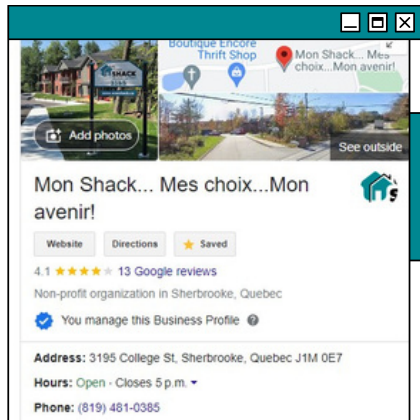 Boutique Encore
Thrift Shop
Mon Shack... Mes
choix...Mon avenir!
SHACK
Add photos
See outside
Mon Shack... Mes choix...Mon
avenir!
Website
Directions
Saved
4.1
13 Google reviews
Non-profit organization in Sherbrooke, Quebec
You manage this Business Profile
Address: 3195 College St, Sherbrooke, Quebec J1M 0E7
Hours: Open · Closes 5 p.m.
Phone: (819) 481-0385